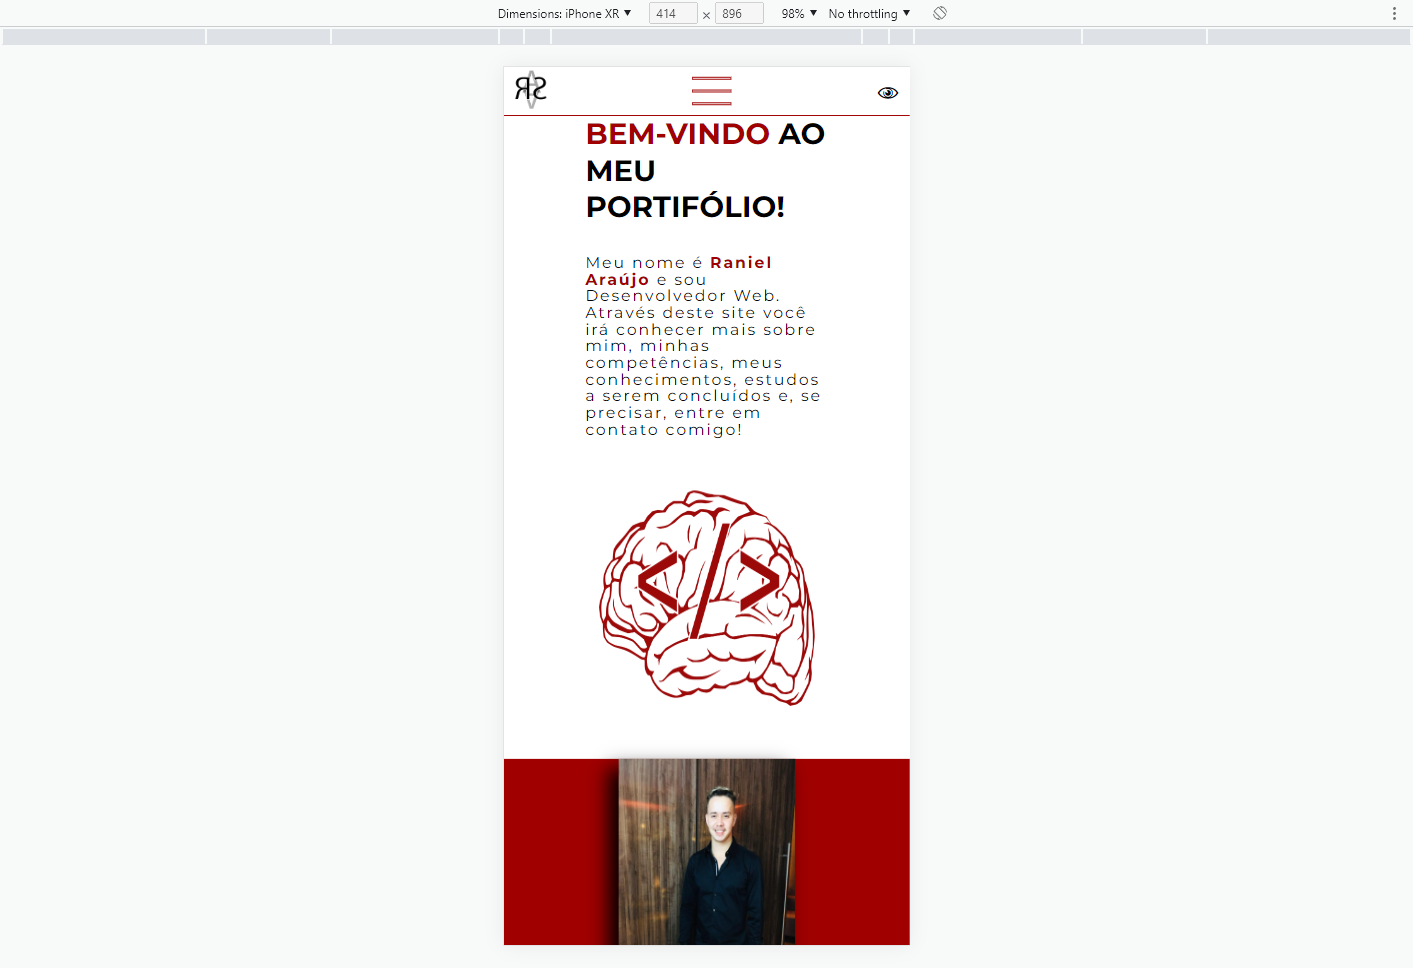 Dimensions: iPhone XR ▼ 414 × 896 98% ▼ No throttling ▼
BEM-VINDO AO
MEU
PORTIFÓLIO!
Meu nome é Raniel
Araújo e sou
Desenvolvedor Web.
Através deste site você
irá conhecer mais sobre
mim, minhas
competências, meus
conhecimentos, estudos
a serem concluídos e, se
precisar, entre em
contato comigo!
</>